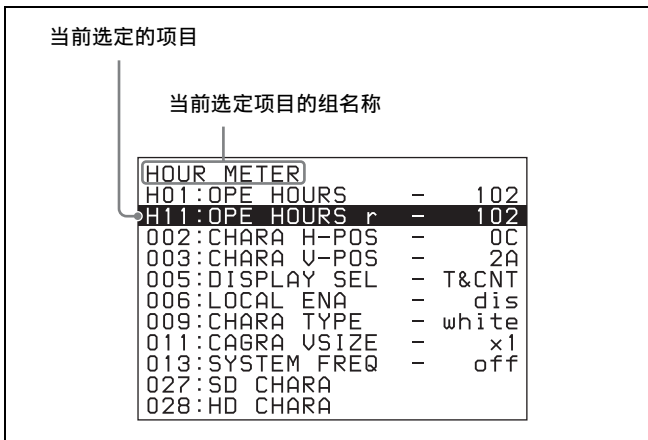 当前选定的项目
当前选定项目的组名称
HOUR METER
H01:OPE HOURS - 102
H11:OPE HOURS r - 102
002:CHARA H-POS - 0C
003:CHARA V-POS - 2A
005:DISPLAY SEL - T&CNT
006:LOCAL ENA - dis
009:CHARA TYPE - white
011:CAGRA VSIZE - ×1
013:SYSTEM FREQ - off
027:SD CHARA
028:HD CHARA